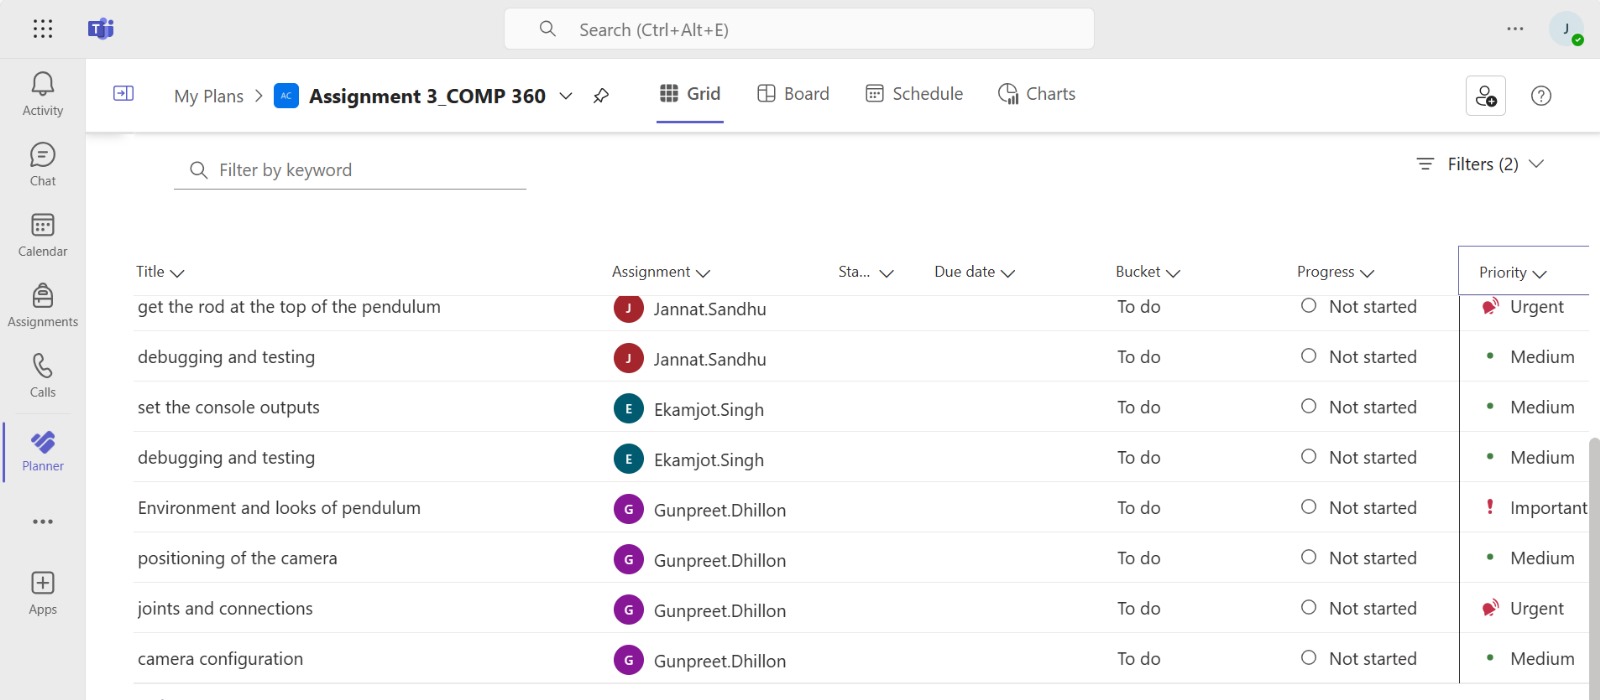 Search (Ctrl+Alt+E)
J
Activity
Chat
Calendar
Assignments
Calls
Planner
Apps
My Plans > AC Assignment 3_COMP 360
Grid Board Schedule Charts
Filter by keyword
Filters (2)
Title Assignment Sta... Due date Bucket Progress Priority
get the rod at the top of the pendulum J Jannat.Sandhu To do Not started Urgent
debugging and testing J Jannat.Sandhu To do Not started Medium
set the console outputs E Ekamjot.Singh To do Not started Medium
debugging and testing E Ekamjot.Singh To do Not started Medium
Environment and looks of pendulum G Gunpreet.Dhillon To do Not started Important
positioning of the camera G Gunpreet.Dhillon To do Not started Medium
joints and connections G Gunpreet.Dhillon To do Not started Urgent
camera configuration G Gunpreet.Dhillon To do Not started Medium